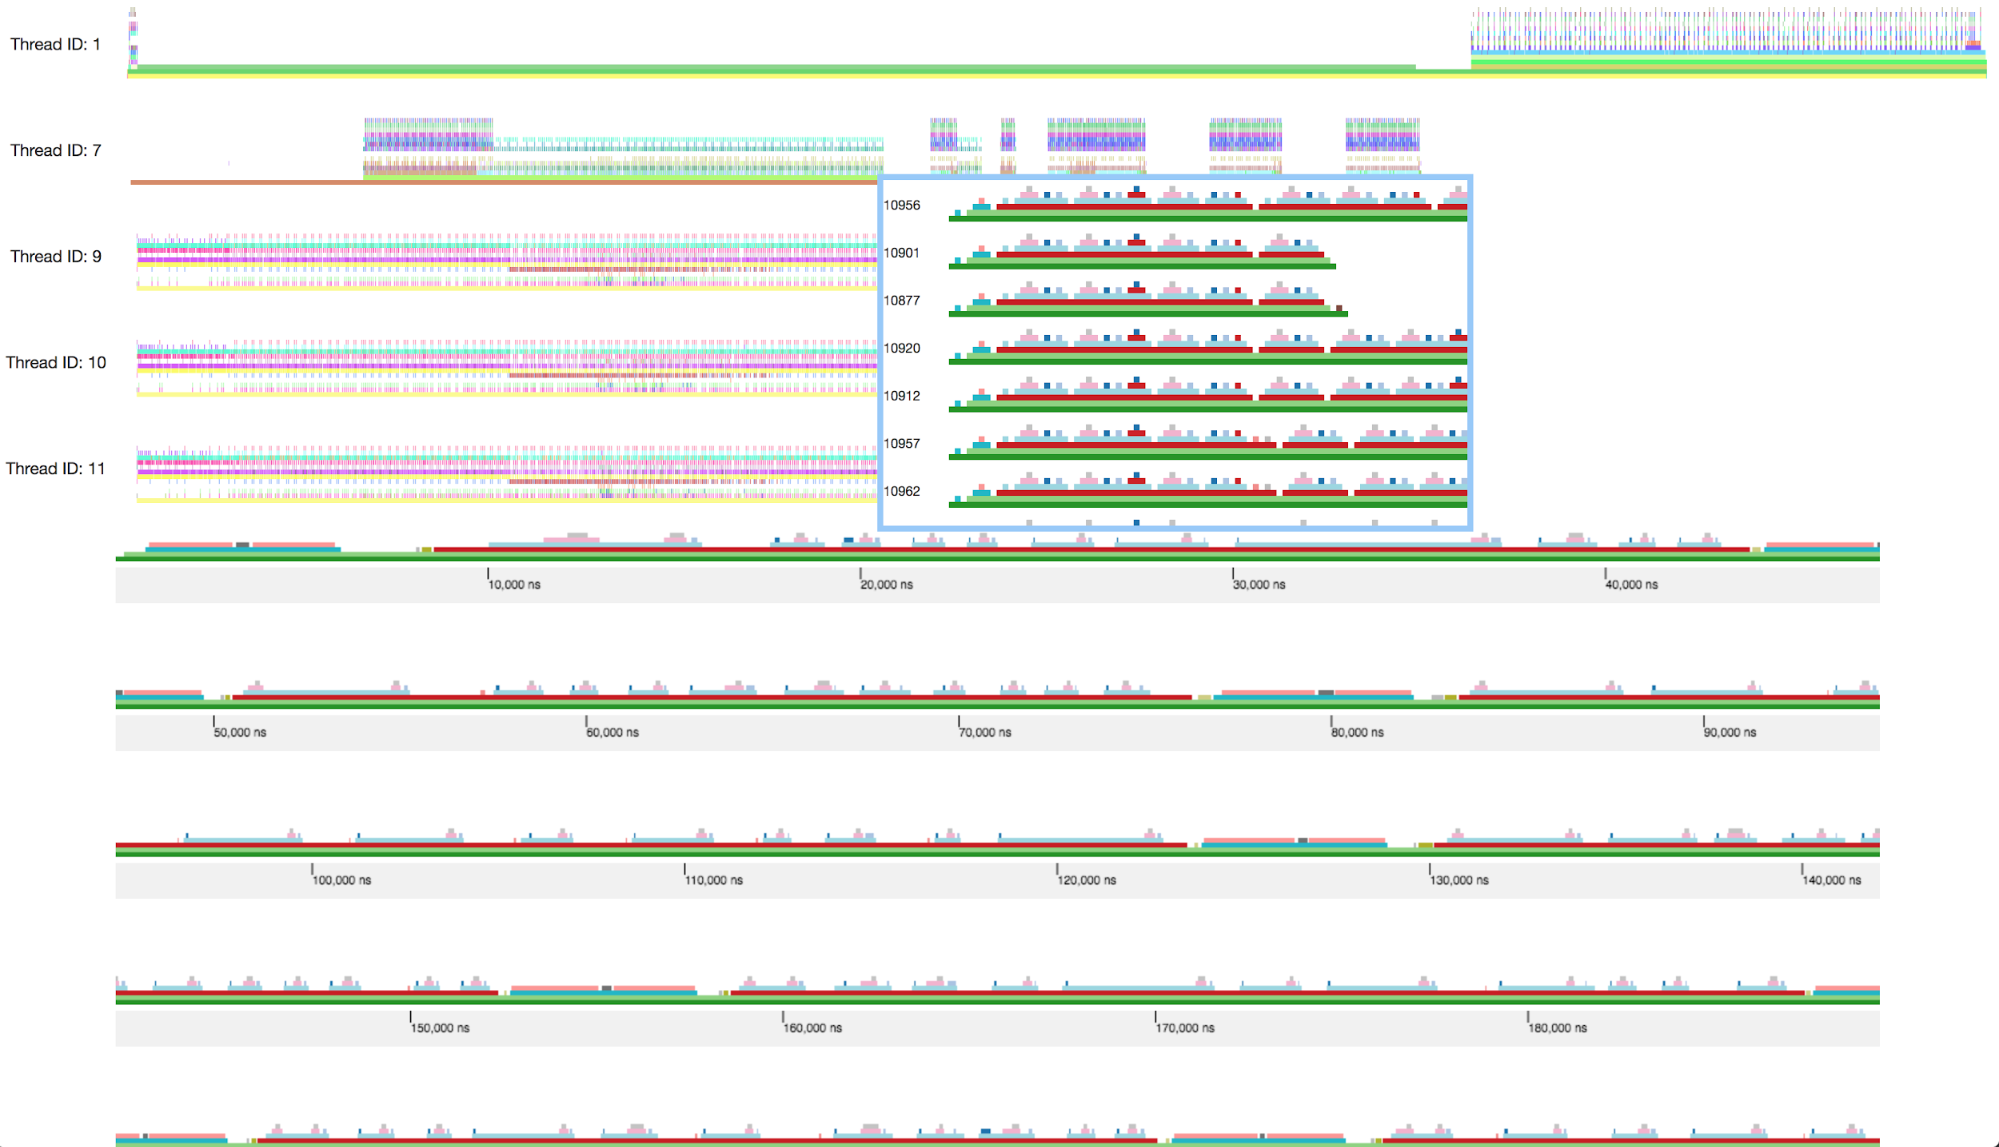 Thread ID: 1
Thread ID: 7
Thread ID: 9
Thread ID: 10
Thread ID: 11
10956
10901
10877
10920
10912
10957
10962
10,000 ns 20,000 ns 30,000 ns 40,000 ns
50,000 ns 60,000 ns 70,000 ns 80,000 ns 90,000 ns
100,000 ns 110,000 ns 120,000 ns 130,000 ns 140,000 ns
150,000 ns 160,000 ns 170,000 ns 180,000 ns